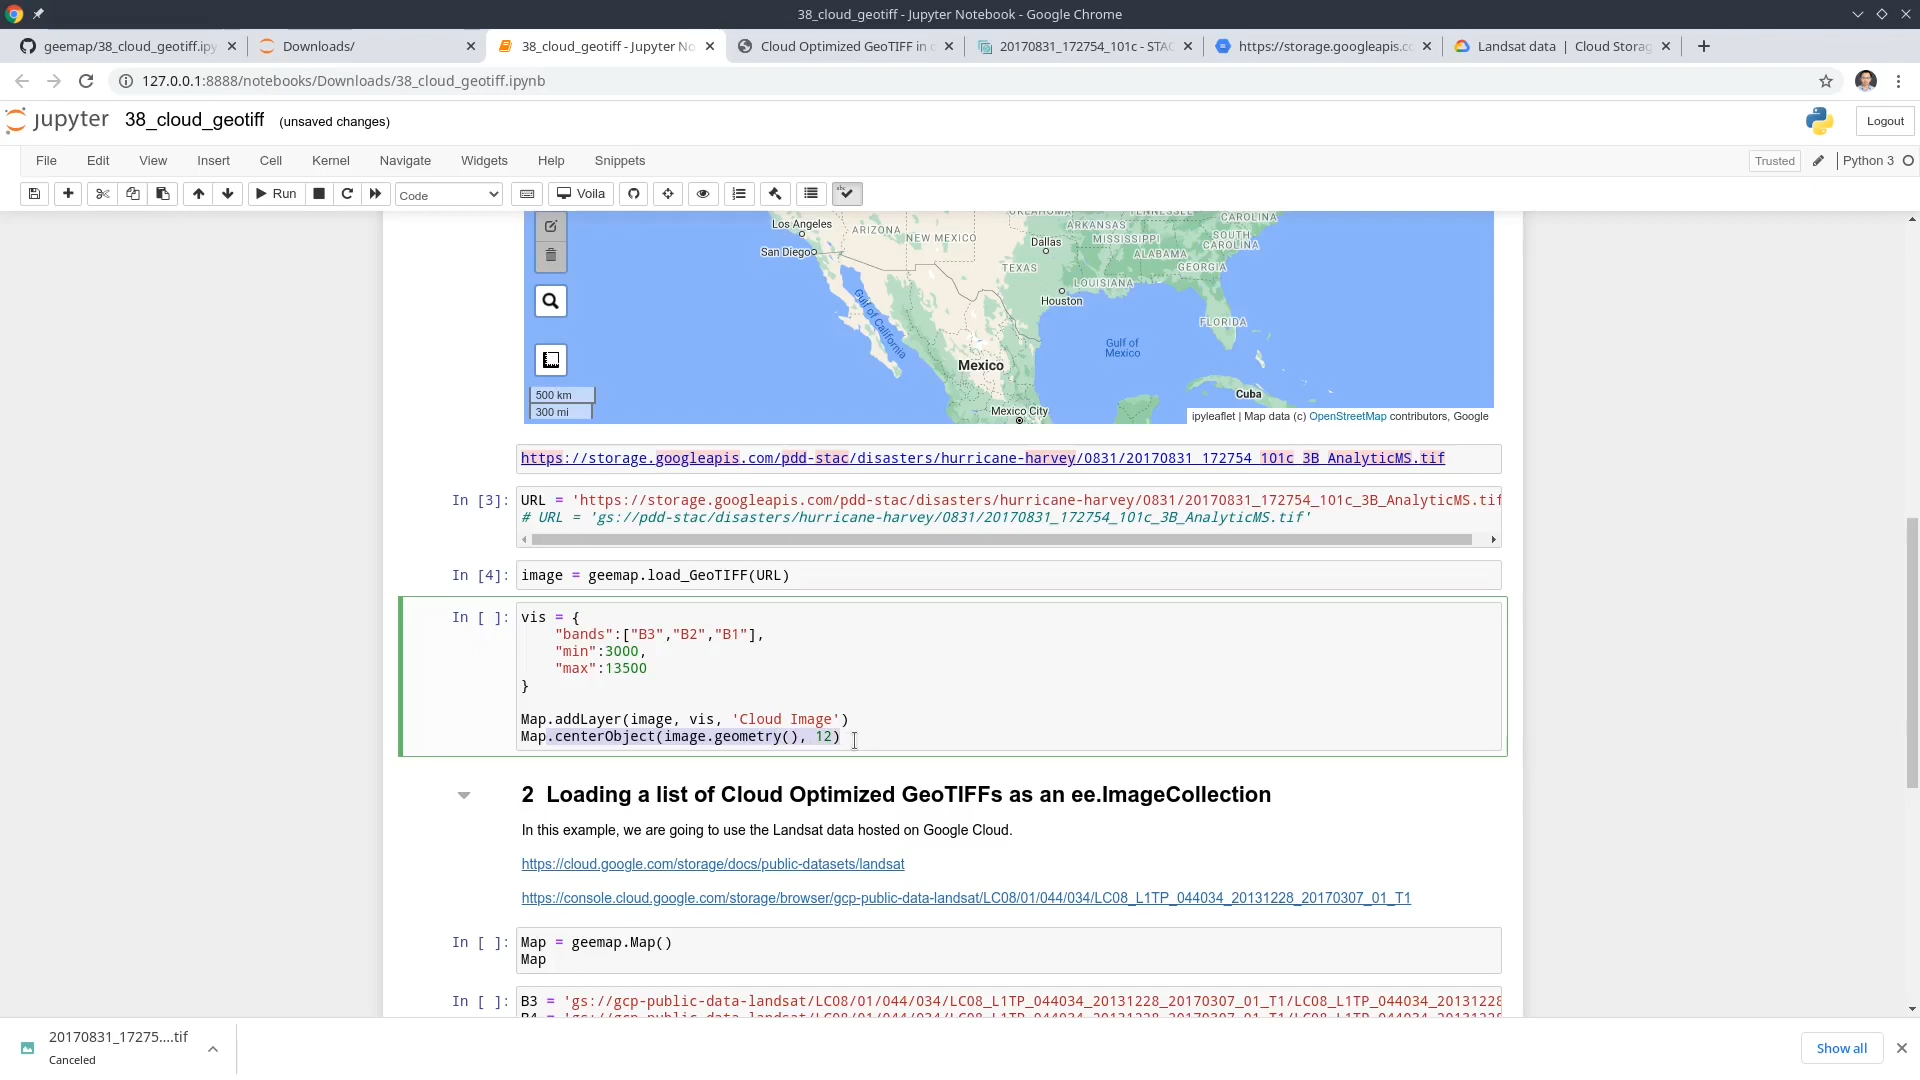 38_cloud_geotiff - Jupyter Notebook - Google Chrome
geemap/38_cloud_geotiff.ipy
Downloads/
38_cloud_geotiff - Jupyter No
Cloud Optimized GeoTIFF in
20170831_172754_101c - STAC
https://storage.googleapis.c
Landsat data | Cloud Storag
127.0.0.1:8888/notebooks/Downloads/38_cloud_geotiff.ipynb
jupyter 38_cloud_geotiff (unsaved changes)
Logout
File Edit View Insert Cell Kernel Navigate Widgets Help Snippets
Trusted Python 3
Run Code Voila
OKLAHOMA TENNESSEE CAROLINA
Los Angeles ARIZONA NEW MEXICO ARKANSAS MISSISSIPPI SOUTH CAROLINA
San Diego Dallas ALABAMA
TEXAS GEORGIA
LOUISIANA
Houston
FLORIDA
Gulf of California
Gulf of Mexico
Mexico
500 km
300 mi
Cuba
Mexico City
ipyleaflet | Map data (c) OpenStreetMap contributors, Google
https://storage.googleapis.com/pdd-stac/disasters/hurricane-harvey/0831/20170831_172754_101c_3B_AnalyticMS.tif
In [3]: URL = 'https://storage.googleapis.com/pdd-stac/disasters/hurricane-harvey/0831/20170831_172754_101c_3B_AnalyticMS.tif
# URL = 'gs://pdd-stac/disasters/hurricane-harvey/0831/20170831_172754_101c_3B_AnalyticMS.tif'
In [4]: image = geemap.load_GeoTIFF(URL)
In [ ]: vis = {
"bands":["B3","B2","B1"],
"min":3000,
"max":13500
}
Map.addLayer(image, vis, 'Cloud Image')
Map.centerObject(image.geometry(), 12)
2 Loading a list of Cloud Optimized GeoTIFFs as an ee.ImageCollection
In this example, we are going to use the Landsat data hosted on Google Cloud.
https://cloud.google.com/storage/docs/public-datasets/landsat
https://console.cloud.google.com/storage/browser/gcp-public-data-landsat/LC08/01/044/034/LC08_L1TP_044034_20131228_20170307_01_T1
In [ ]: Map = geemap.Map()
Map
In [ ]: B3 = 'gs://gcp-public-data-landsat/LC08/01/044/034/LC08_L1TP_044034_20131228_20170307_01_T1/LC08_L1TP_044034_20131228
20170831_17275....tif
Canceled
Show all